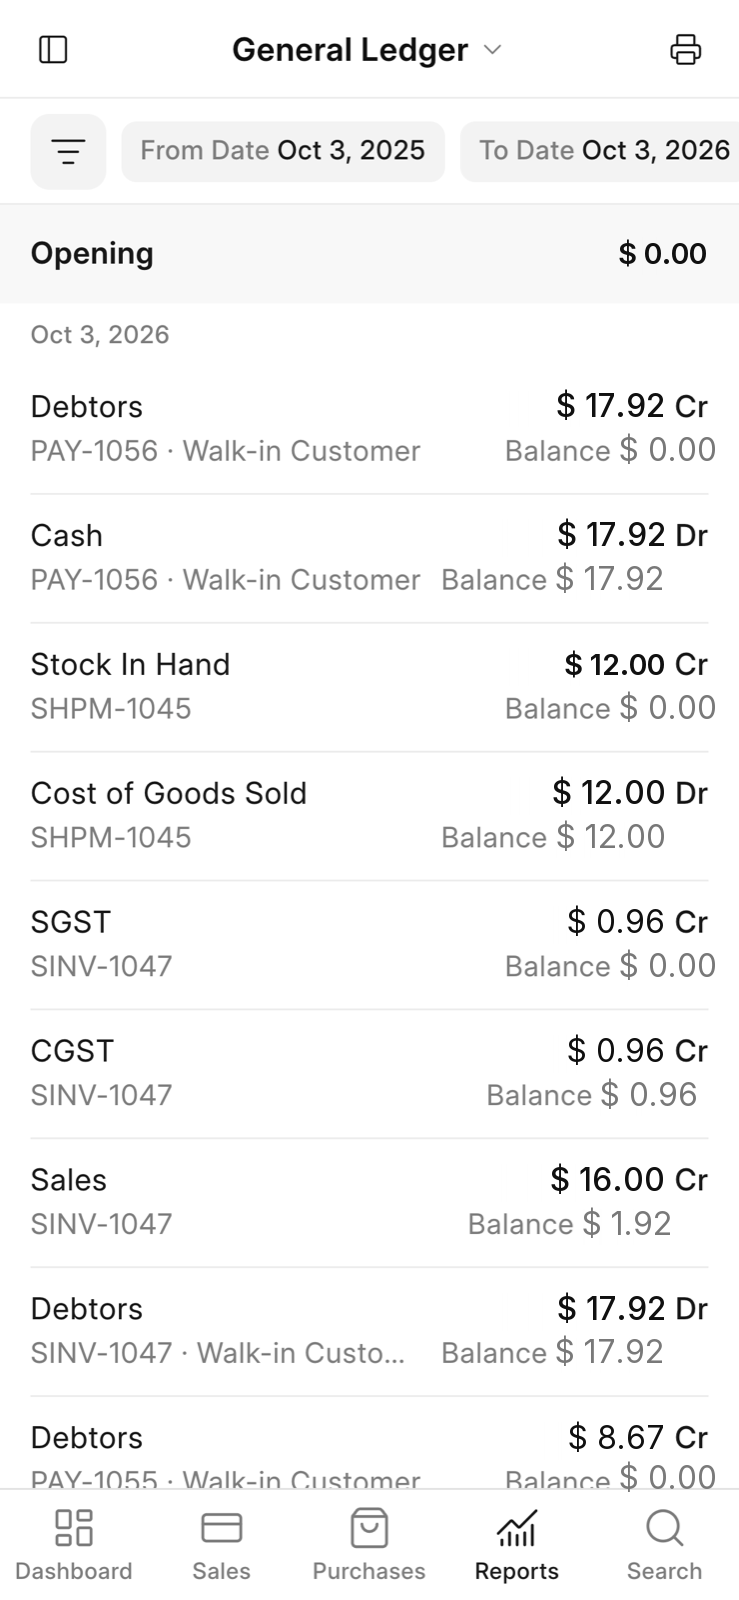 General Ledger
From Date Oct 3, 2025 To Date Oct 3, 2026
Opening $ 0.00
Oct 3, 2026
Debtors $ 17.92 Cr
PAY-1056 · Walk-in Customer Balance $ 0.00
Cash $ 17.92 Dr
PAY-1056 · Walk-in Customer Balance $ 17.92
Stock In Hand $ 12.00 Cr
SHPM-1045 Balance $ 0.00
Cost of Goods Sold $ 12.00 Dr
SHPM-1045 Balance $ 12.00
SGST $ 0.96 Cr
SINV-1047 Balance $ 0.00
CGST $ 0.96 Cr
SINV-1047 Balance $ 0.96
Sales $ 16.00 Cr
SINV-1047 Balance $ 1.92
Debtors $ 17.92 Dr
SINV-1047 · Walk-in Custo... Balance $ 17.92
Debtors $ 8.67 Cr
PAY-1055 · Walk-in Customer Balance $ 0.00
Dashboard Sales Purchases Reports Search